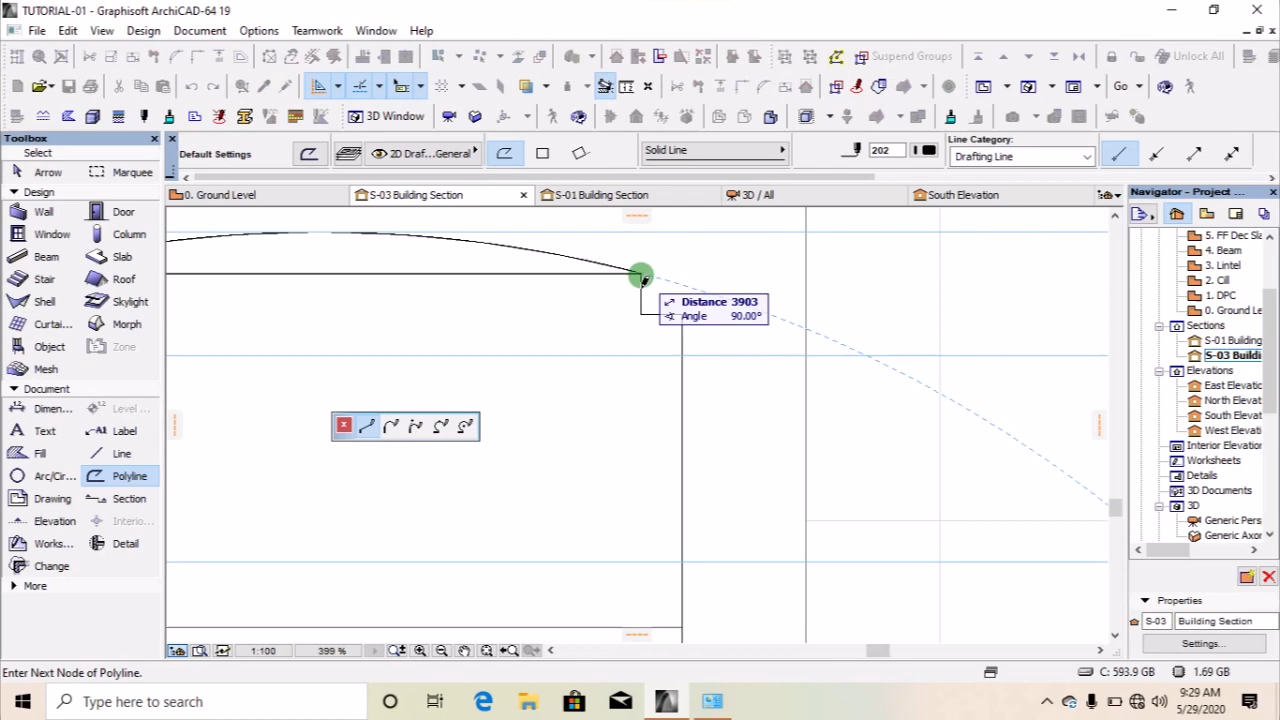 TUTORIAL-01 - Graphisoft ArchiCAD-64 19
File Edit View Design Document Options Teamwork Window Help
Suspend Groups
Unlock All
Go
3D Window
Toolbox
Select
Arrow Marquee
Design
Wall Door
Window Column
Beam Slab
Stair Roof
Shell Skylight
Curtai... Morph
Object Zone
Mesh
Document
Dimen... Level ...
Text Label
Fill Line
Arc/Cir... Polyline
Drawing Section
Elevation Interio...
Works... Detail
Change
More
Default Settings
2D Draf...General
Solid Line
202
Line Category:
Drafting Line
0. Ground Level
S-03 Building Section
S-01 Building Section
3D / All
South Elevation
Distance 3903
Angle 90.00°
Navigator - Project ...
5. FF Dec Sla
4. Beam
3. Lintel
2. Cill
1. DPC
0. Ground Le
Sections
S-01 Building
S-03 Buildi
Elevations
East Elevatio
North Elevat
South Elevat
West Elevati
Interior Elevation
Worksheets
Details
3D Documents
3D
Generic Pers
Generic Axor
Properties
S-03 Building Section
Settings...
1:100
399 %
Enter Next Node of Polyline.
C: 593.9 GB
1.69 GB
Type here to search
9:29 AM
5/29/2020